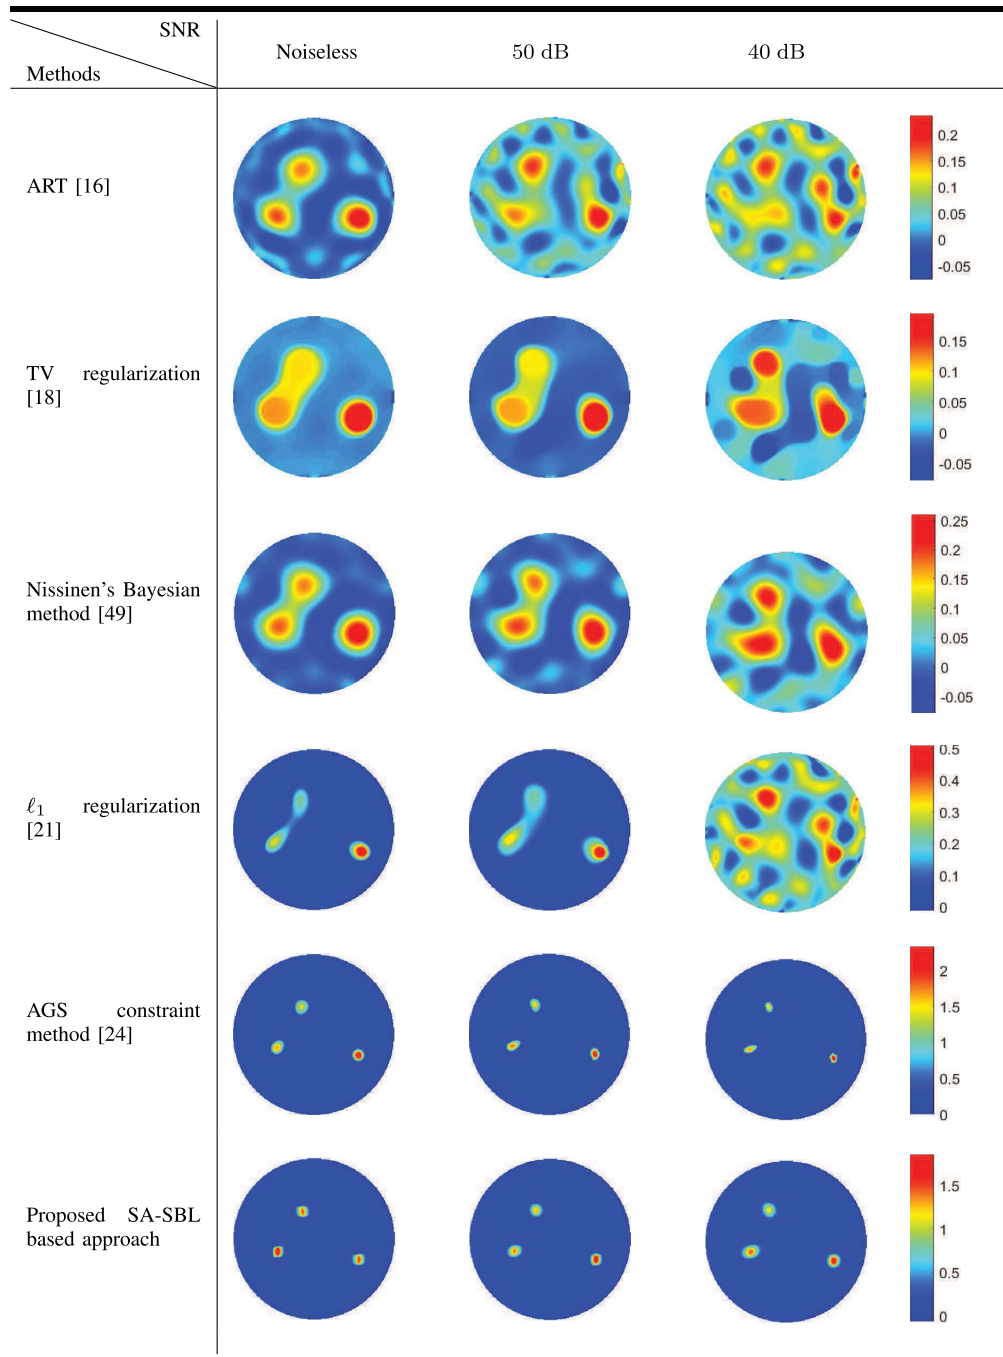 SNR
Methods
Noiseless
50 dB
40 dB
ART [16]
0.2
0.15
0.1
0.05
0
-0.05
TV regularization
[18]
0.15
0.1
0.05
0
-0.05
Nissinen's Bayesian
method [49]
0.25
0.2
0.15
0.1
0.05
0
-0.05
ℓ1 regularization
[21]
0.5
0.4
0.3
0.2
0.1
0
AGS constraint
method [24]
2
1.5
1
0.5
0
Proposed SA-SBL
based approach
1.5
1
0.5
0